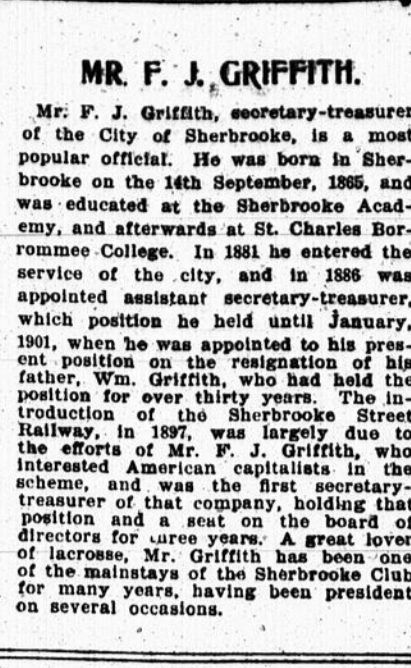 MR. F. J. GRIFFITH.
Mr. F. J. Griffith, secretary-treasurer
of the City of Sherbrooke, is a most
popular official. He was born in Sher-
brooke on the 14th September, 1865, and
was educated at the Sherbrooke Acad-
emy, and afterwards at St. Charles Bor-
rommee College. In 1881 he entered the
service of the city, and in 1886 was
appointed assistant secretary-treasurer,
which position he held until January,
1901, when he was appointed to his pres-
ent position on the resignation of his
father, Wm. Griffith, who had held the
position for over thirty years. The in-
troduction of the Sherbrooke Street
Railway, in 1897, was largely due to
the efforts of Mr. F. J. Griffith, who
interested American capitalists in the
scheme, and was the first secretary-
treasurer of that company, holding that
position and a seat on the board of
directors for three years. A great lover
of lacrosse, Mr. Griffith has been one
of the mainstays of the Sherbrooke Club
for many years, having been president
on several occasions.